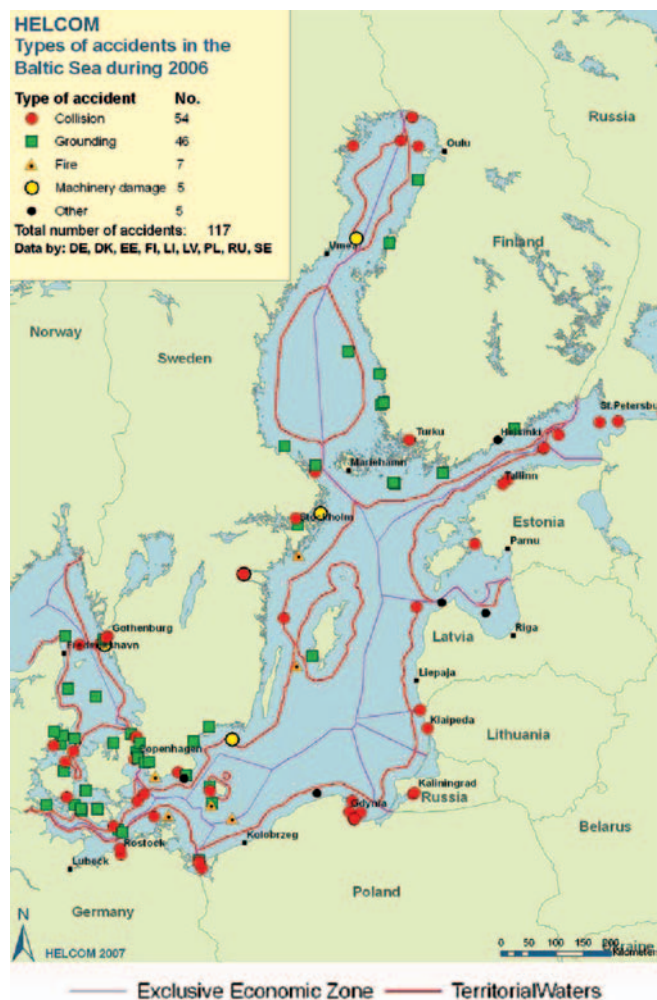 HELCOM
Types of accidents in the
Baltic Sea during 2006
Type of accident No.
Collision 54
Grounding 46
Fire 7
Machinery damage 5
Other 5
Total number of accidents: 117
Data by: DE, DK, EE, FI, LI, LV, PL, RU, SE
Russia
Oulu
Umea
Finland
Norway
Sweden
St.Petersbu
Turku
Helsinki
Mariehamn
Tallinn
Stockholm
Estonia
Parnu
Gothenburg
Riga
Latvia
Liepaja
Klaipeda
Lithuania
Copenhagen
Kaliningrad
Russia
Gdynia
Belarus
Kolobrzeg
Rostock
Lubeck
Poland
Germany
N
HELCOM 2007
0 25 50 100 150 200
Kilometers
Ukraine
Exclusive Economic Zone
TerritorialWaters